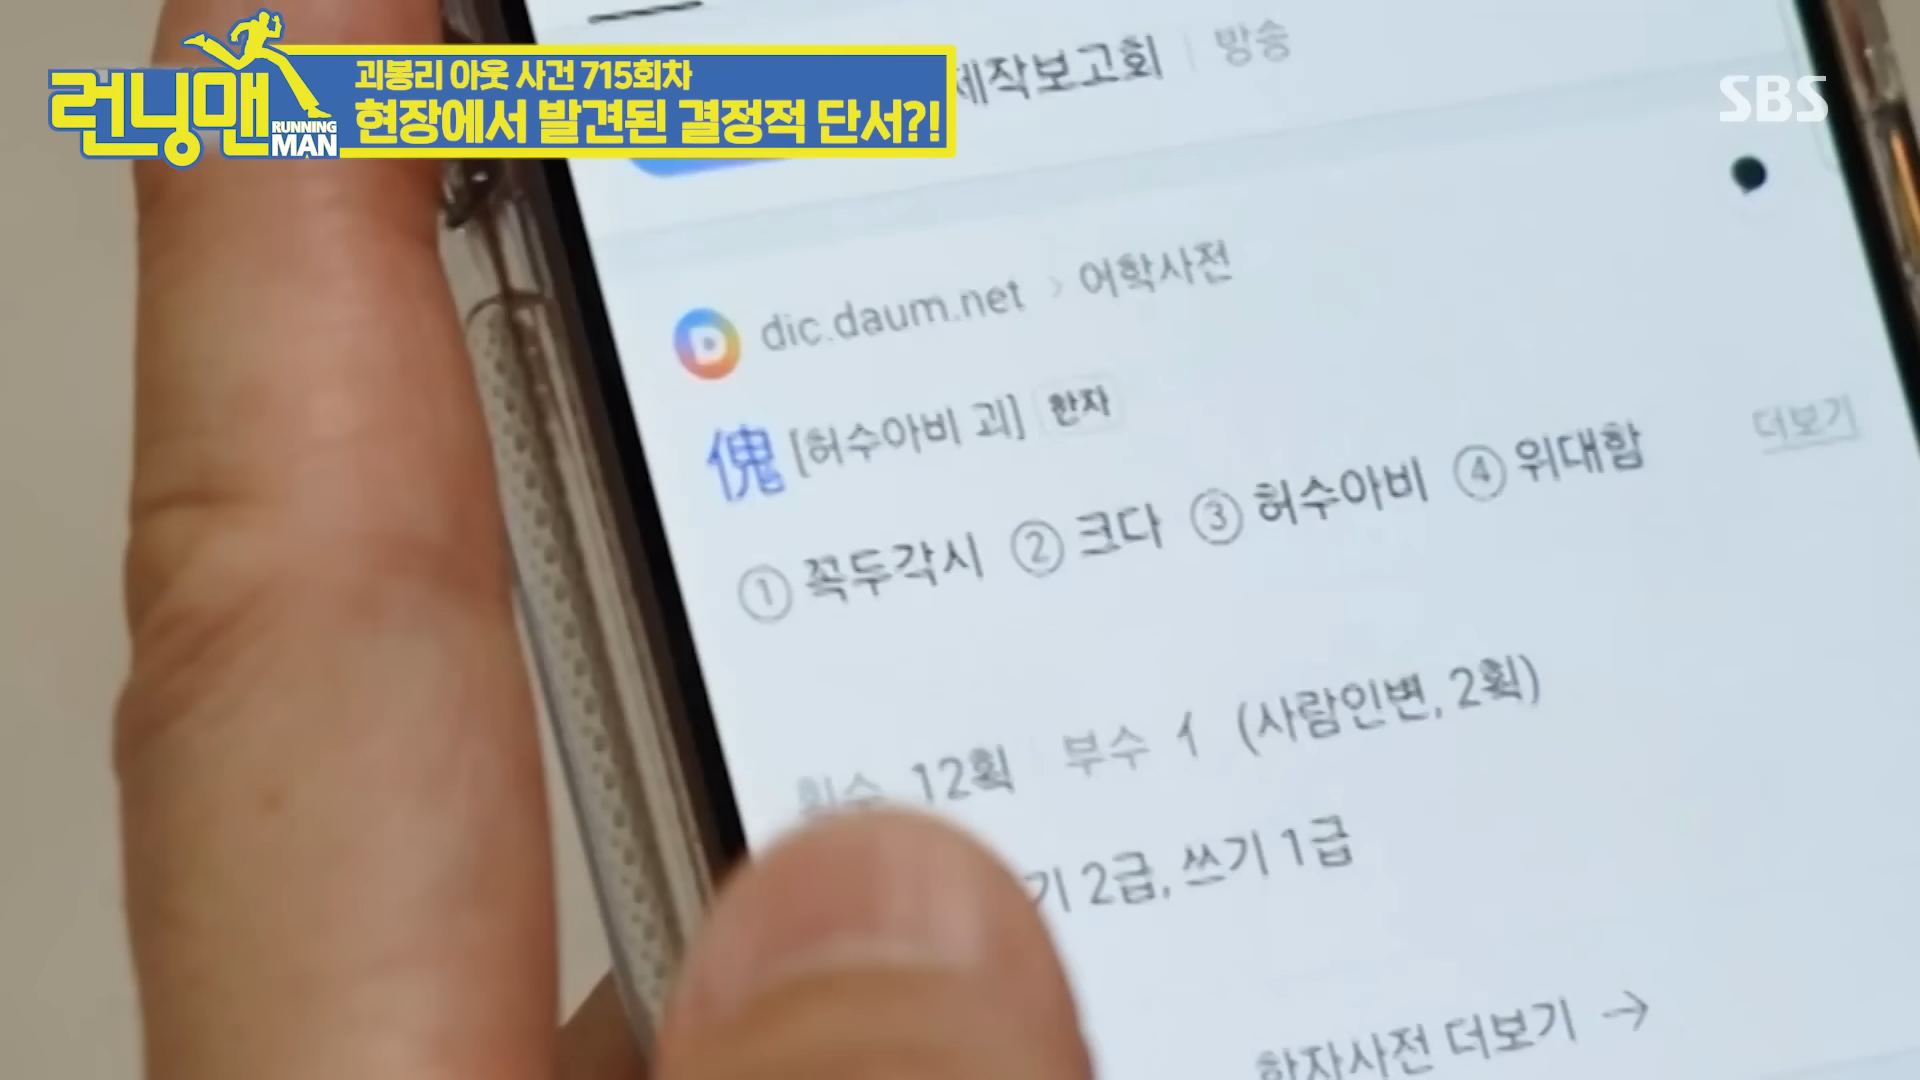 런닝맨
RUNNING
MAN
괴봉리 아웃 사건 715회차
현장에서 발견된 결정적 단서?!
SBS
제작보고회 | 방송
dic.daum.net > 어학사전
傀 [허수아비 괴] 한자
더보기
① 꼭두각시 ② 크다 ③ 허수아비 ④ 위대함
획수 12획 부수 亻 (사람인변, 2획)
기 2급, 쓰기 1급
한자사전 더보기 →